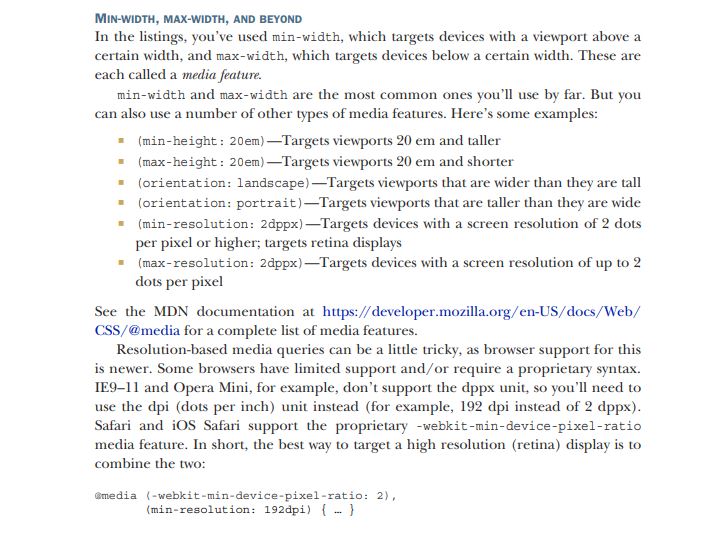 MIN-WIDTH, MAX-WIDTH, AND BEYOND
In the listings, you’ve used min-width, which targets devices with a viewport above a
certain width, and max-width, which targets devices below a certain width. These are
each called a media feature.
min-width and max-width are the most common ones you’ll use by far. But you
can also use a number of other types of media features. Here’s some examples:
▪ (min-height: 20em)—Targets viewports 20 em and taller
▪ (max-height: 20em)—Targets viewports 20 em and shorter
▪ (orientation: landscape)—Targets viewports that are wider than they are tall
▪ (orientation: portrait)—Targets viewports that are taller than they are wide
▪ (min-resolution: 2dppx)—Targets devices with a screen resolution of 2 dots
per pixel or higher; targets retina displays
▪ (max-resolution: 2dppx)—Targets devices with a screen resolution of up to 2
dots per pixel
See the MDN documentation at https://developer.mozilla.org/en-US/docs/Web/
CSS/@media for a complete list of media features.
Resolution-based media queries can be a little tricky, as browser support for this
is newer. Some browsers have limited support and/or require a proprietary syntax.
IE9–11 and Opera Mini, for example, don’t support the dppx unit, so you’ll need to
use the dpi (dots per inch) unit instead (for example, 192 dpi instead of 2 dppx).
Safari and iOS Safari support the proprietary -webkit-min-device-pixel-ratio
media feature. In short, the best way to target a high resolution (retina) display is to
combine the two:
@media (-webkit-min-device-pixel-ratio: 2),
(min-resolution: 192dpi) { … }